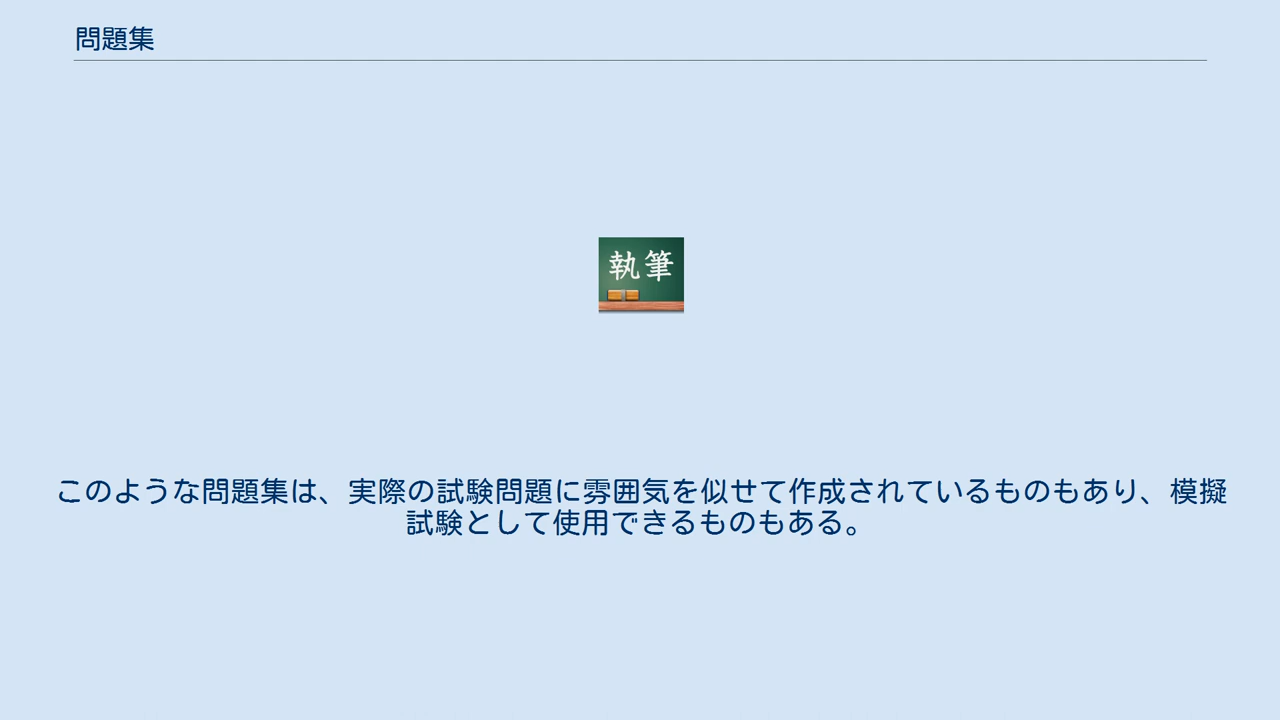 問題集
執筆
このような問題集は、実際の試験問題に雰囲気を似せて作成されているものもあり、模擬
試験として使用できるものもある。